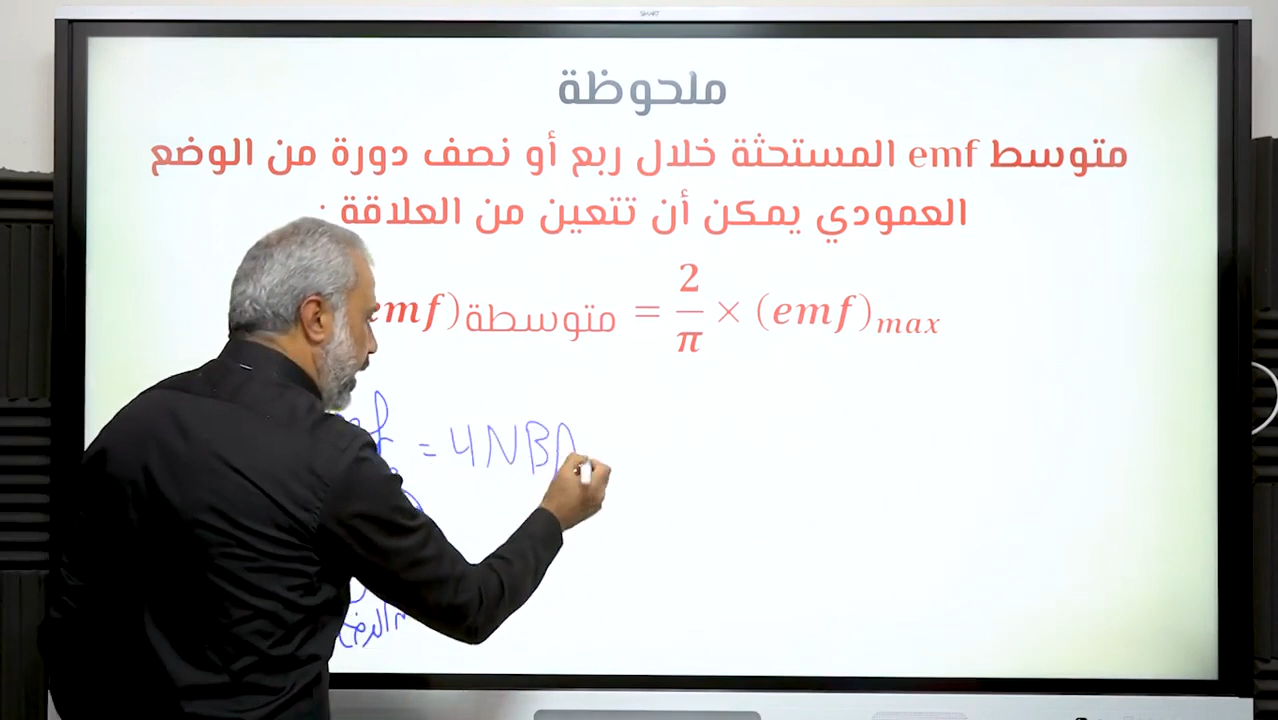 SMART
ملحوظة
متوسط emf المستحثة خلال ربع أو نصف دورة من الوضع
العمودي يمكن أن تتعين من العلاقة :
emf) متوسطة = 2/π × (emf)max
= 4NBA